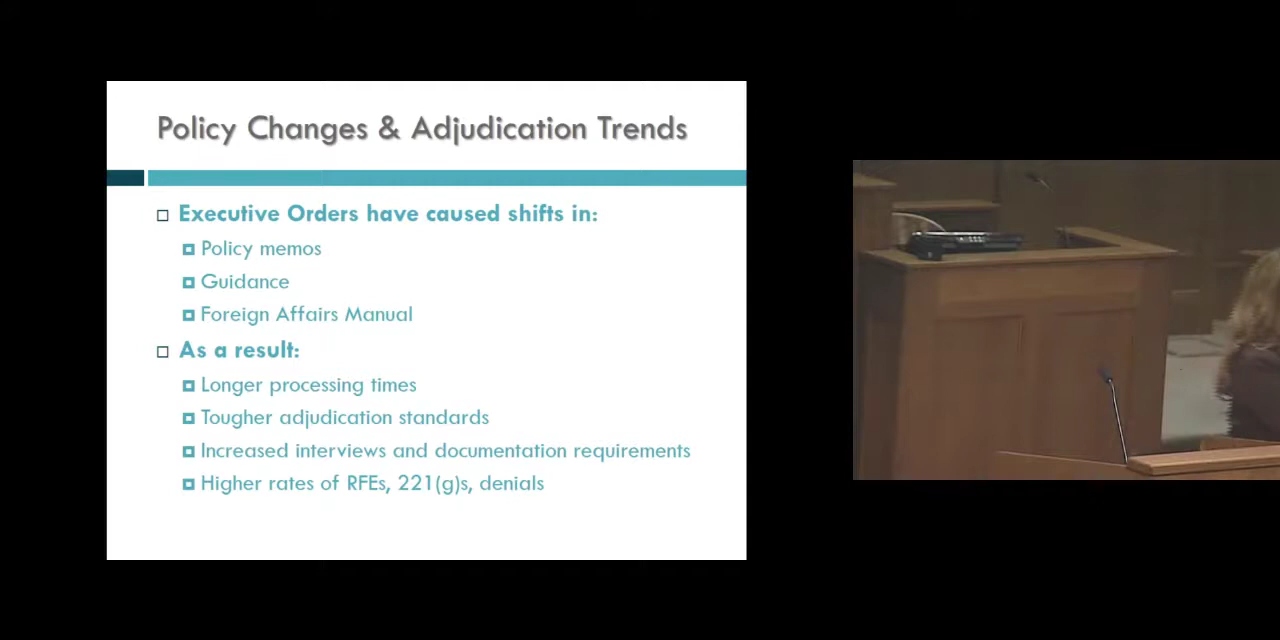 Policy Changes & Adjudication Trends
Executive Orders have caused shifts in:
Policy memos
Guidance
Foreign Affairs Manual
As a result:
Longer processing times
Tougher adjudication standards
Increased interviews and documentation requirements
Higher rates of RFEs, 221(g)s, denials